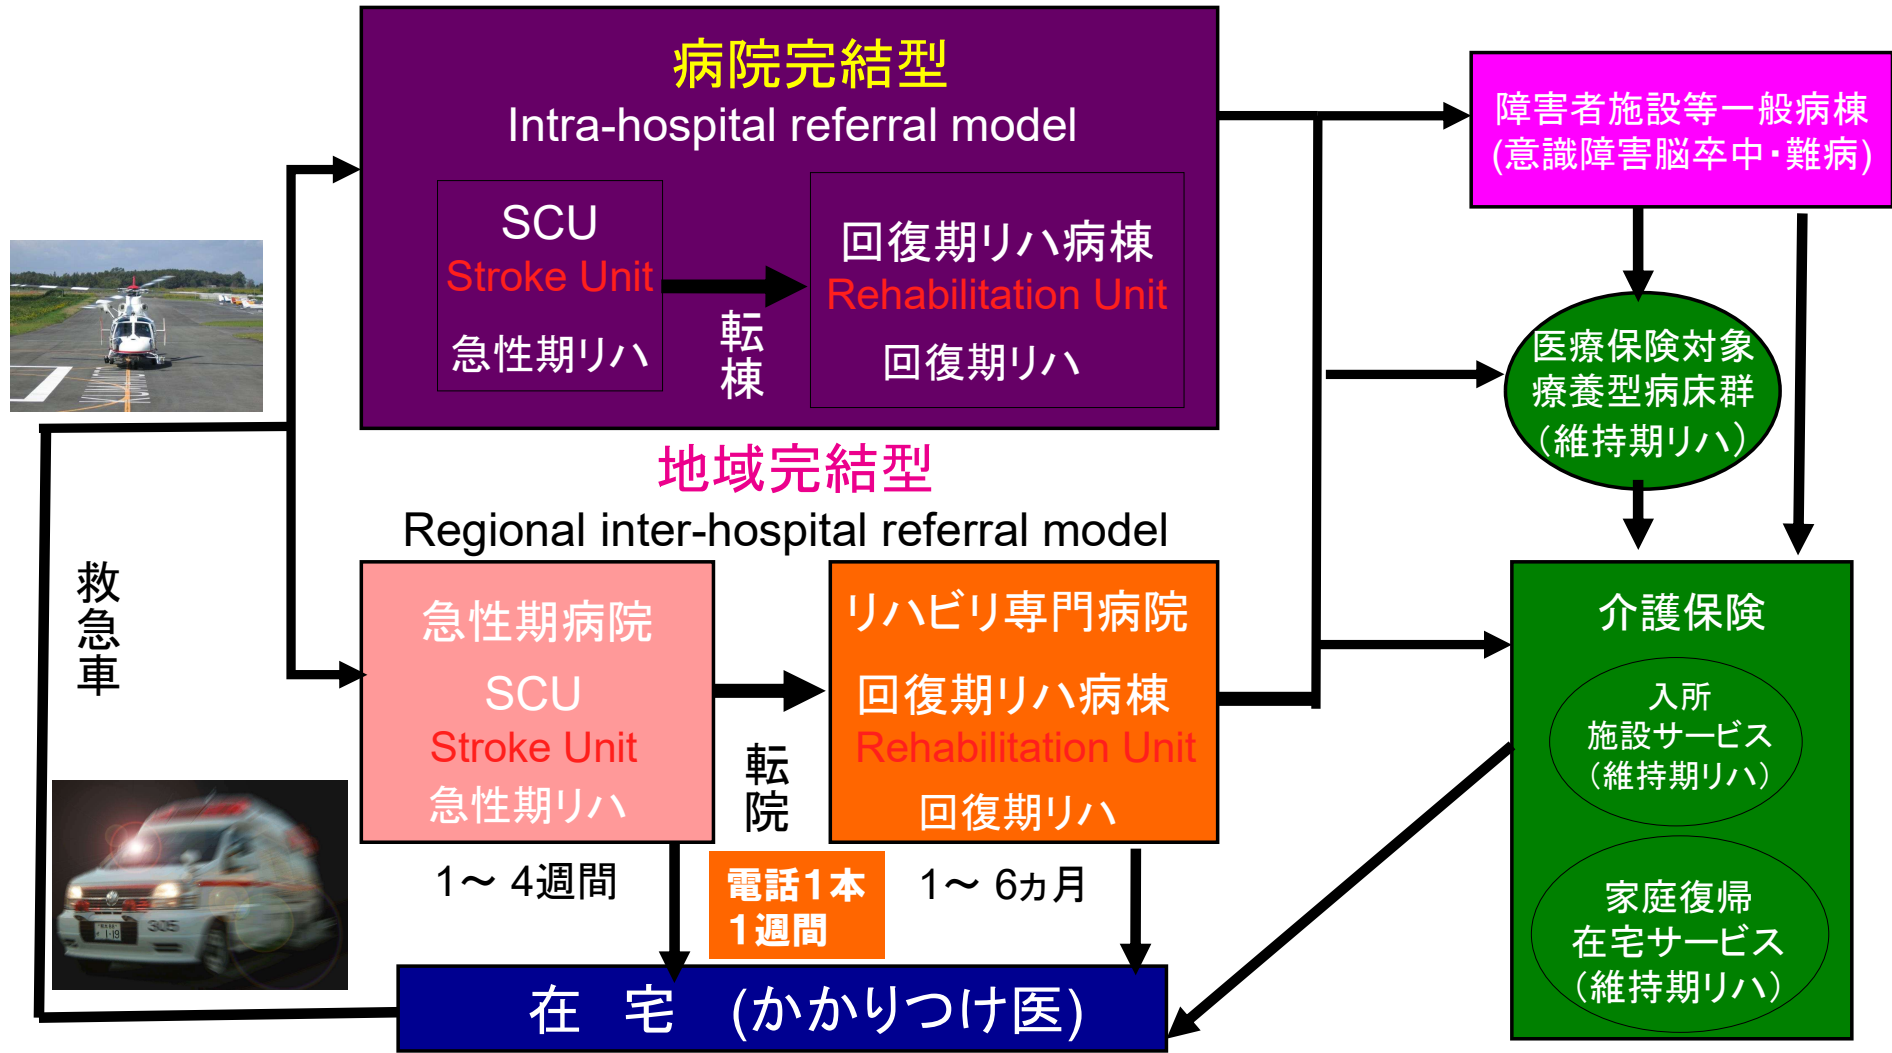 病院完結型
Intra-hospital referral model
SCU
Stroke Unit
急性期リハ
転棟
回復期リハ病棟
Rehabilitation Unit
回復期リハ
地域完結型
Regional inter-hospital referral model
急性期病院
SCU
Stroke Unit
急性期リハ
1～ 4週間
転院
電話１本
１週間
リハビリ専門病院
回復期リハ病棟
Rehabilitation Unit
回復期リハ
1～ 6ヵ月
救急車
305
1-19
在　宅　(かかりつけ医)
障害者施設等一般病棟
(意識障害脳卒中・難病)
医療保険対象
療養型病床群
（維持期リハ）
介護保険
入所
施設サービス
（維持期リハ）
家庭復帰
在宅サービス
（維持期リハ）